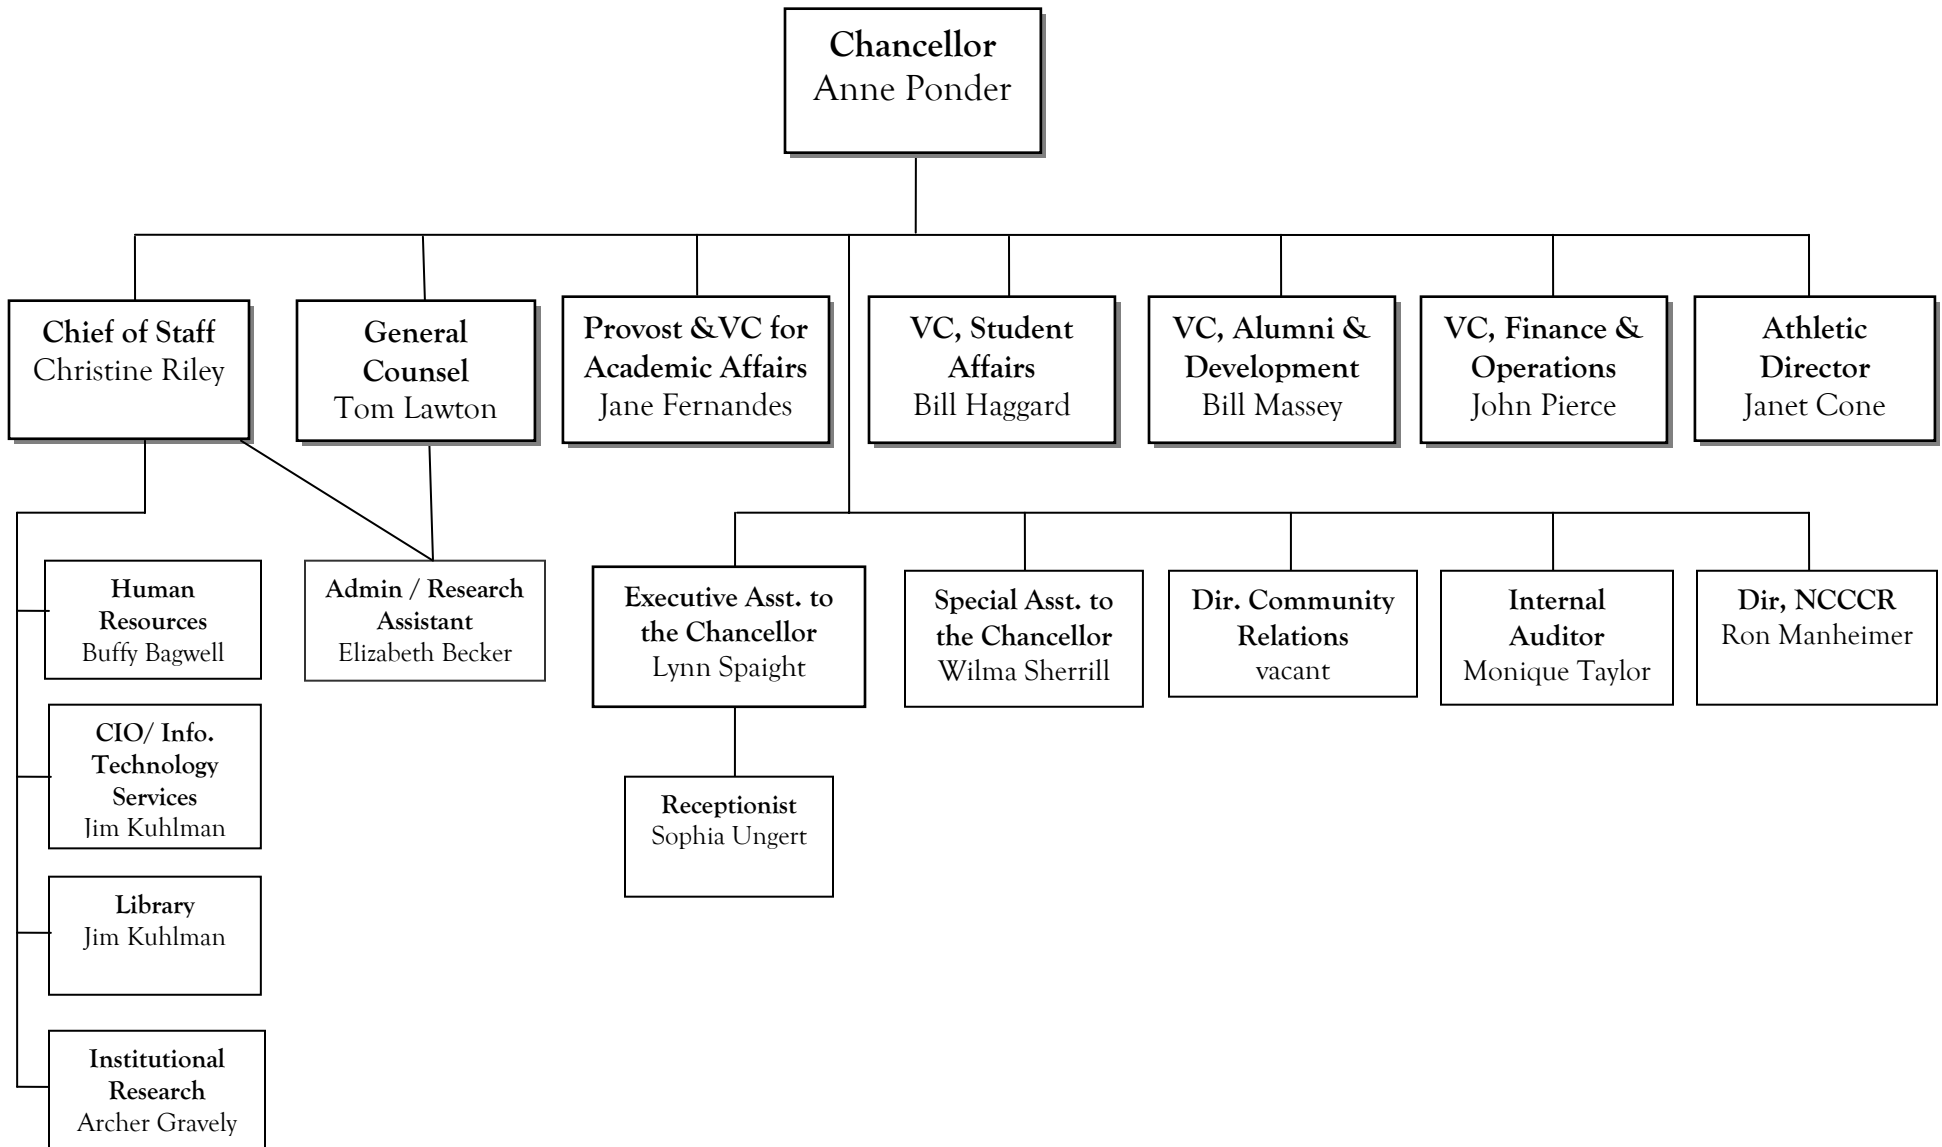 Chancellor
Anne Ponder
Chief of Staff
Christine Riley
General
Counsel
Tom Lawton
Provost &VC for
Academic Affairs
Jane Fernandes
VC, Student
Affairs
Bill Haggard
VC, Alumni &
Development
Bill Massey
VC, Finance &
Operations
John Pierce
Athletic
Director
Janet Cone
Human
Resources
Buffy Bagwell
Admin / Research
Assistant
Elizabeth Becker
Executive Asst. to
the Chancellor
Lynn Spaight
Special Asst. to
the Chancellor
Wilma Sherrill
Dir. Community
Relations
vacant
Internal
Auditor
Monique Taylor
Dir, NCCCR
Ron Manheimer
CIO/ Info.
Technology
Services
Jim Kuhlman
Receptionist
Sophia Ungert
Library
Jim Kuhlman
Institutional
Research
Archer Gravely